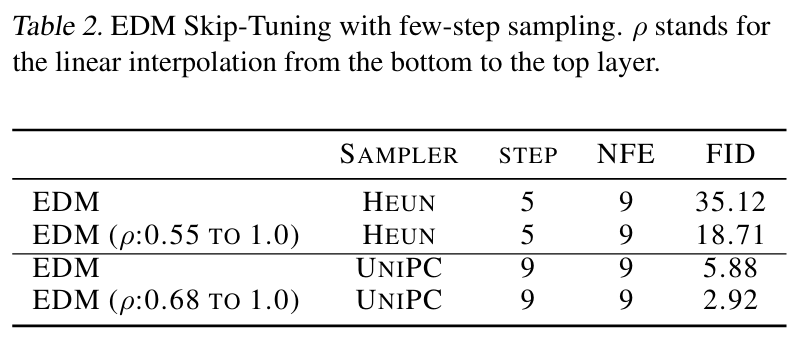 Table 2. EDM Skip-Tuning with few-step sampling. ρ stands for
the linear interpolation from the bottom to the top layer.
SAMPLER STEP NFE FID
EDM HEUN 5 9 35.12
EDM (ρ:0.55 TO 1.0) HEUN 5 9 18.71
EDM UNIPC 9 9 5.88
EDM (ρ:0.68 TO 1.0) UNIPC 9 9 2.92